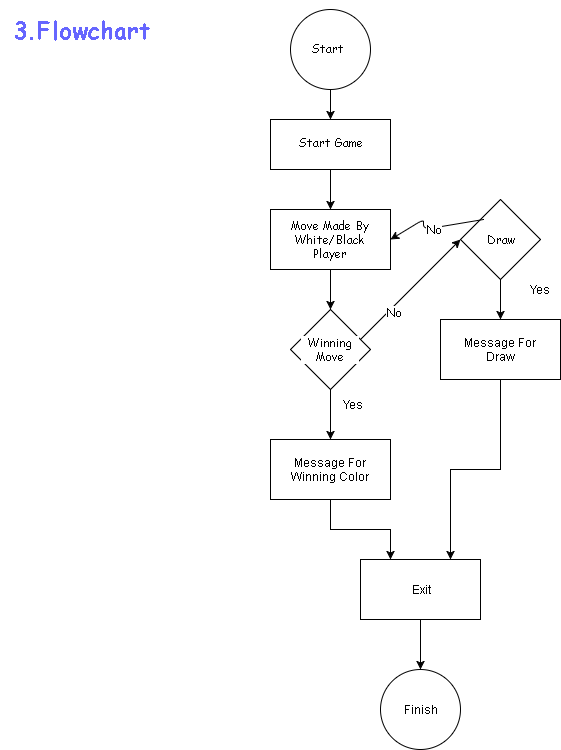 3.Flowchart
Start
Start Game
Move Made By
White/Black
Player
No
Draw
Yes
No
Winning
Move
Message For
Draw
Yes
Message For
Winning Color
Exit
Finish